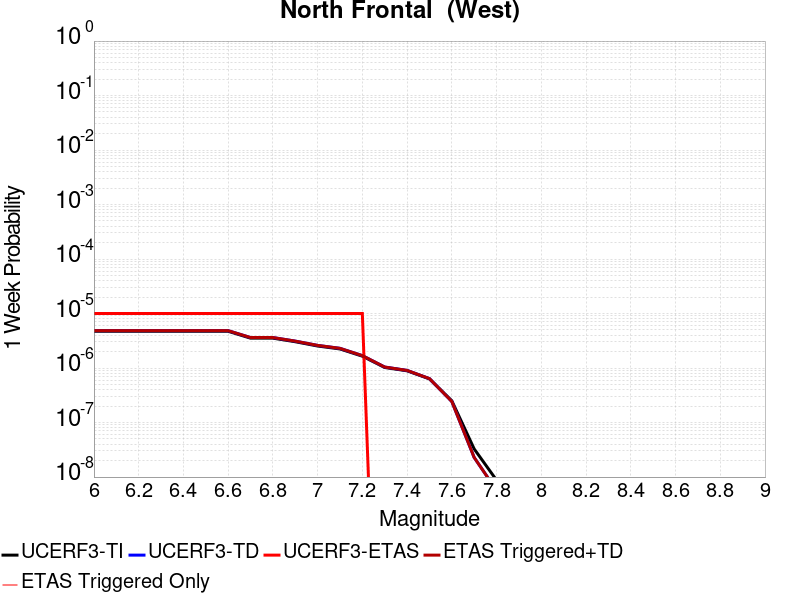 North Frontal  (West)
10^0
10^-1
10^-2
10^-3
10^-4
10^-5
10^-6
10^-7
10^-8
1 Week Probability
6 6.2 6.4 6.6 6.8 7 7.2 7.4 7.6 7.8 8 8.2 8.4 8.6 8.8 9
Magnitude
UCERF3-TI UCERF3-TD UCERF3-ETAS ETAS Triggered+TD
ETAS Triggered Only